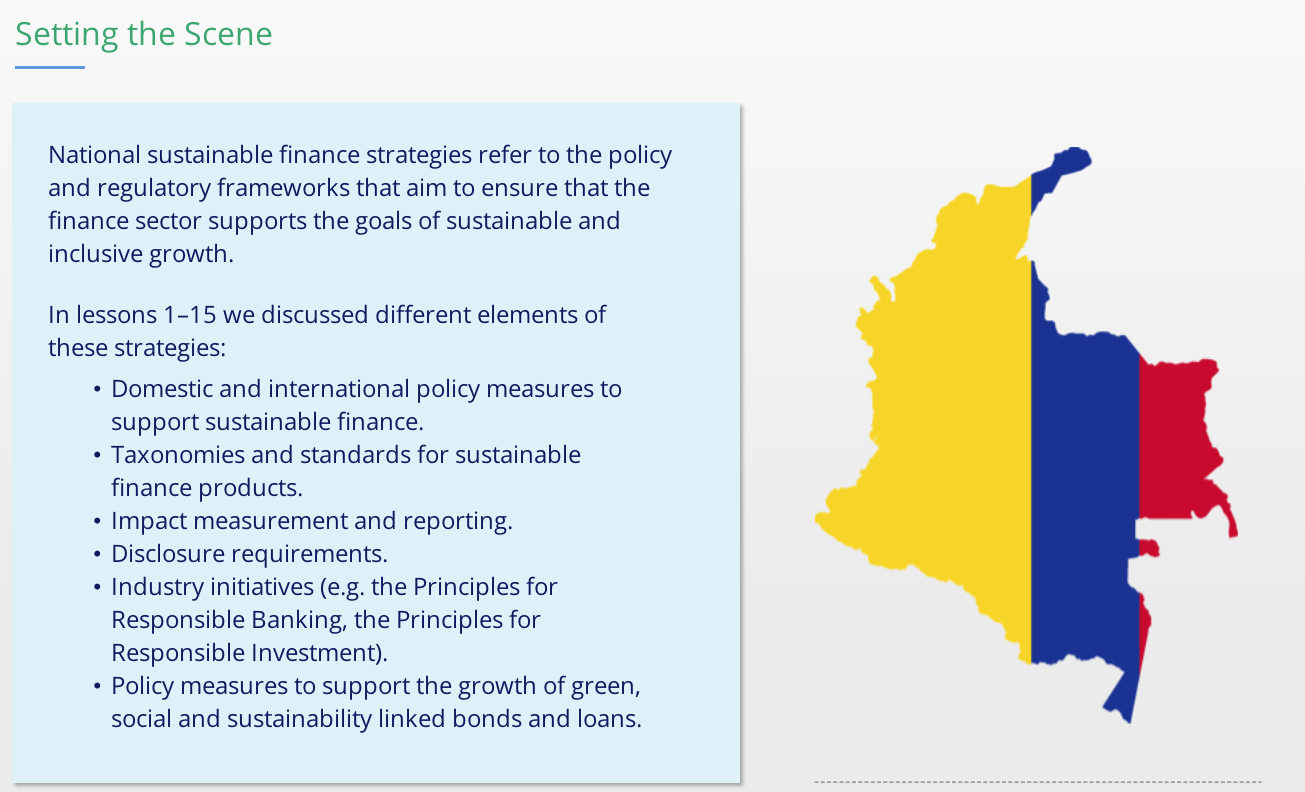 Setting the Scene
National sustainable finance strategies refer to the policy
and regulatory frameworks that aim to ensure that the
finance sector supports the goals of sustainable and
inclusive growth.
In lessons 1–15 we discussed different elements of
these strategies:
• Domestic and international policy measures to
support sustainable finance.
• Taxonomies and standards for sustainable
finance products.
• Impact measurement and reporting.
• Disclosure requirements.
• Industry initiatives (e.g. the Principles for
Responsible Banking, the Principles for
Responsible Investment).
• Policy measures to support the growth of green,
social and sustainability linked bonds and loans.